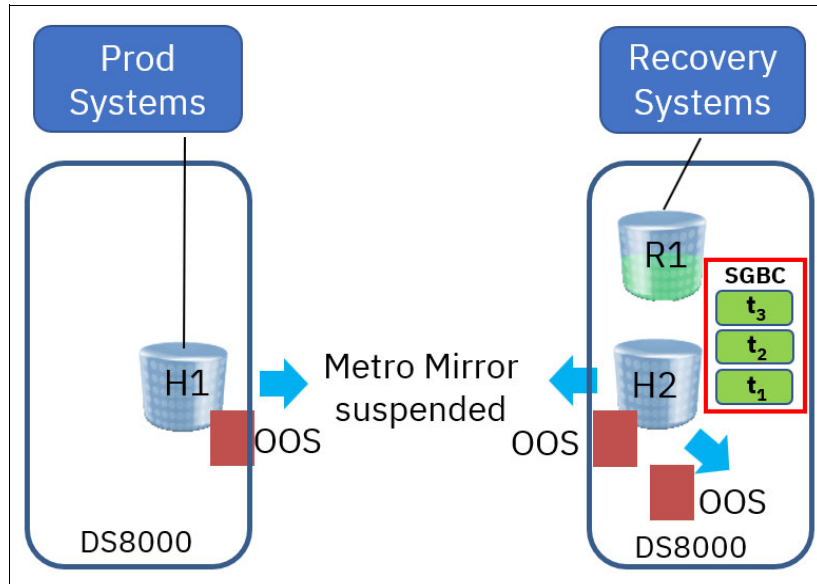 Prod
Systems
Recovery
Systems
R1
SGBC
t₃
t₂
t₁
H1
Metro Mirror
suspended
H2
OOS
OOS
OOS
DS8000
DS8000